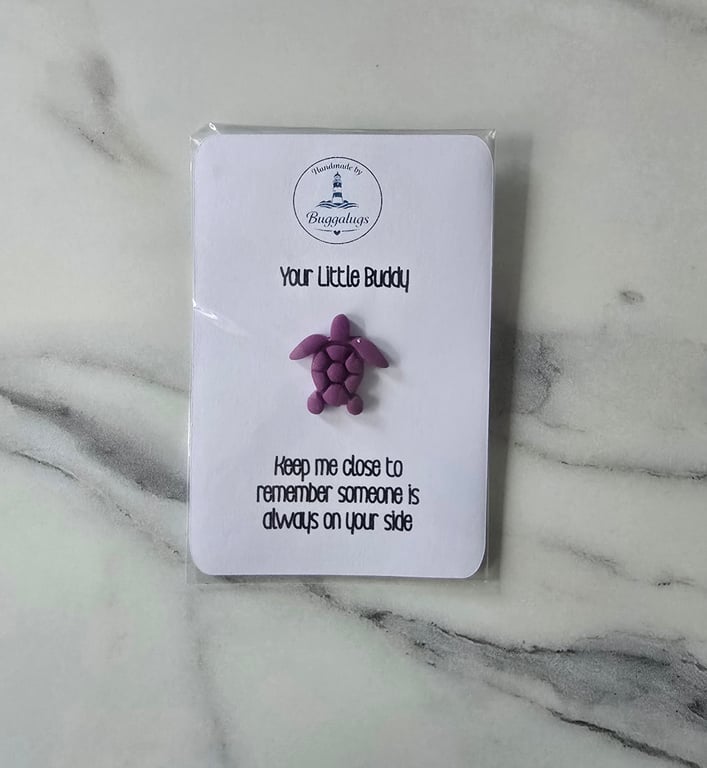 Handmade by
Buggalugs
Your Little Buddy
Keep me close to
remember someone is
always on your side